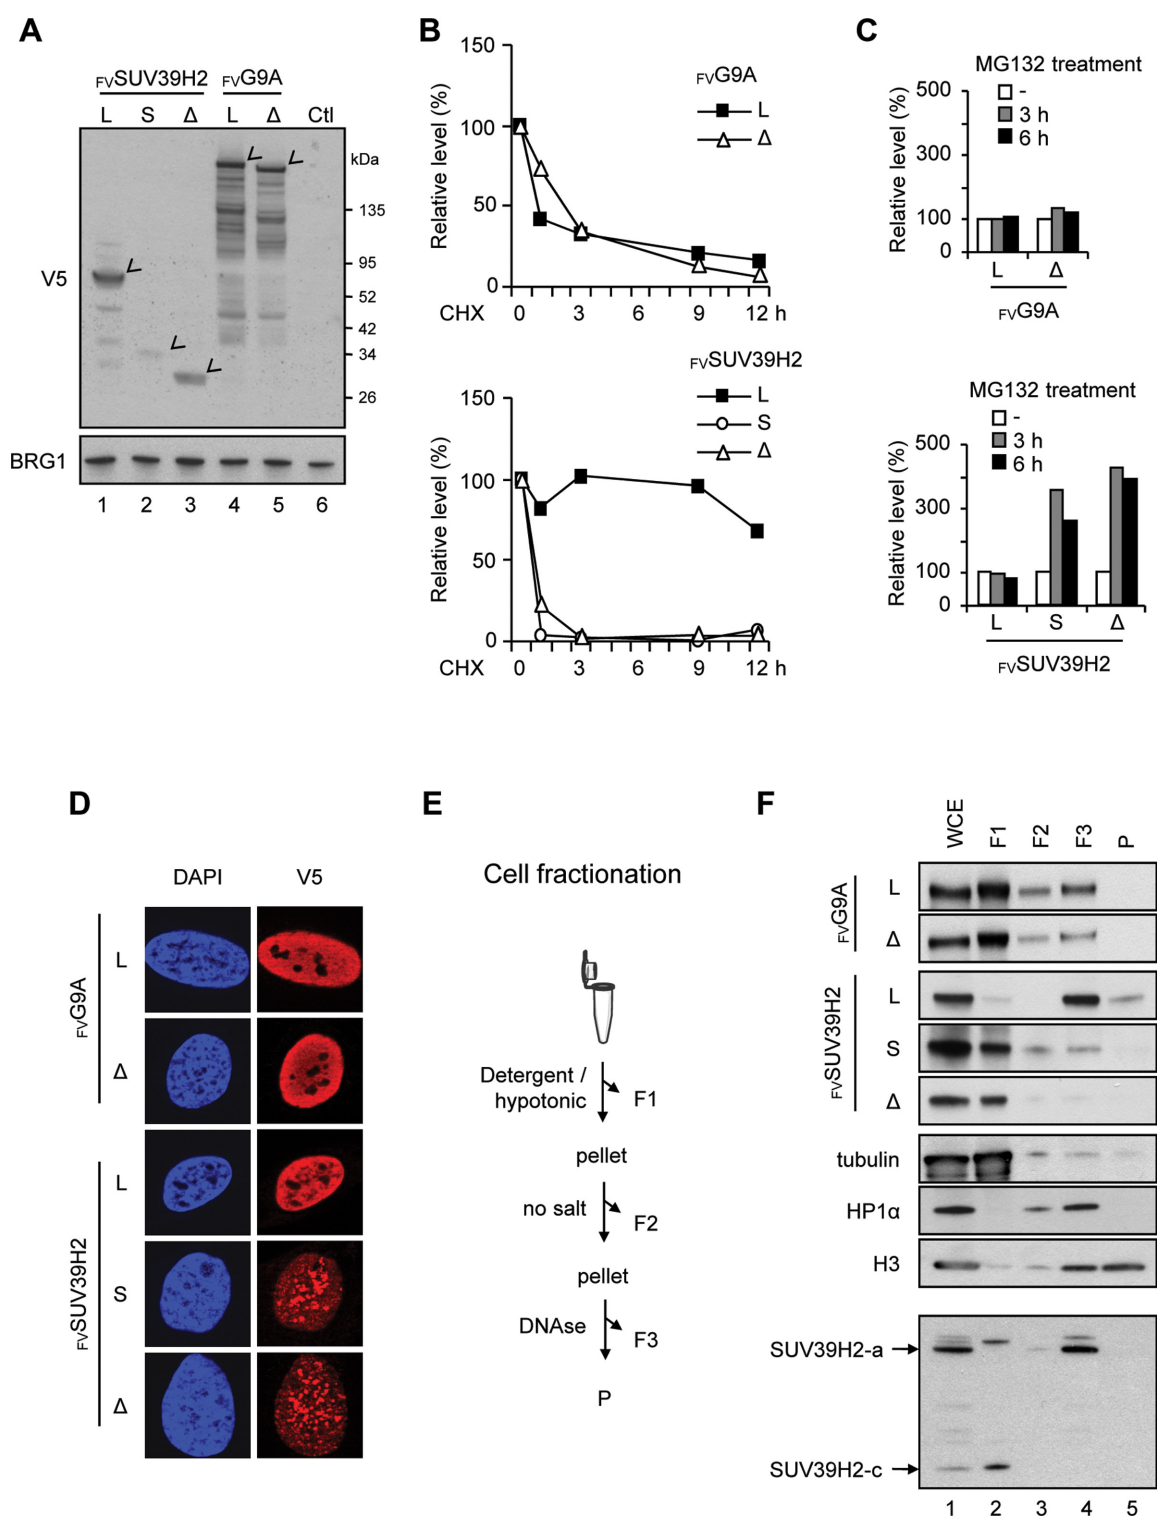 A
FVSUV39H2 FVG9A
L S Δ L Δ Ctl
kDa
135
95
52
42
34
26
V5
BRG1
1 2 3 4 5 6
B
150
100
50
0
Relative level (%)
FVG9A
L
Δ
CHX 0 3 6 9 12 h
FVSUV39H2
L
S
Δ
150
100
50
0
Relative level (%)
CHX 0 3 6 9 12 h
C
MG132 treatment
-
3 h
6 h
500
300
100
0
Relative level (%)
L Δ
FVG9A
MG132 treatment
-
3 h
6 h
500
300
100
0
Relative level (%)
L S Δ
FVSUV39H2
D
DAPI V5
FVG9A
L
Δ
FVSUV39H2
L
S
Δ
E
Cell fractionation
Detergent /
hypotonic
F1
pellet
no salt
F2
pellet
DNAse
F3
P
F
WCE F1 F2 F3 P
FVG9A
L
Δ
FVSUV39H2
L
S
Δ
tubulin
HP1α
H3
SUV39H2-a
SUV39H2-c
1 2 3 4 5